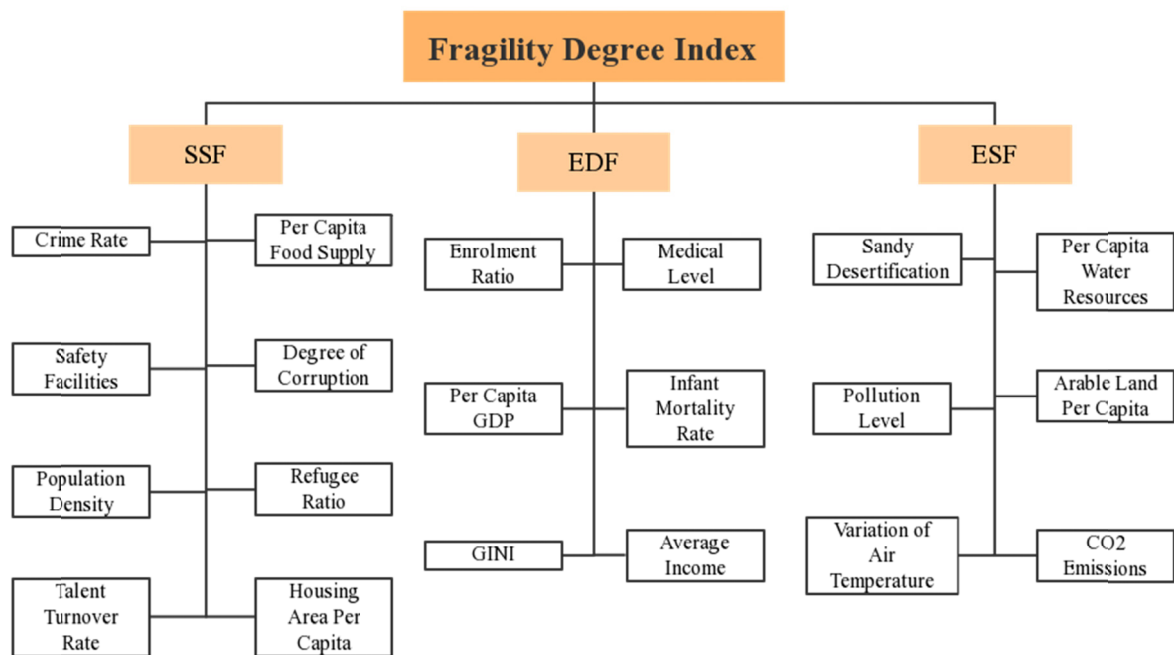 Fragility Degree Index
SSF
EDF
ESF
Crime Rate
Per Capita
Food Supply
Safety
Facilities
Degree of
Corruption
Population
Density
Refugee
Ratio
Talent
Turnover
Rate
Housing
Area Per
Capita
Enrolment
Ratio
Medical
Level
Per Capita
GDP
Infant
Mortality
Rate
GINI
Average
Income
Sandy
Desertification
Per Capita
Water
Resources
Pollution
Level
Arable Land
Per Capita
Variation of
Air
Temperature
CO2
Emissions